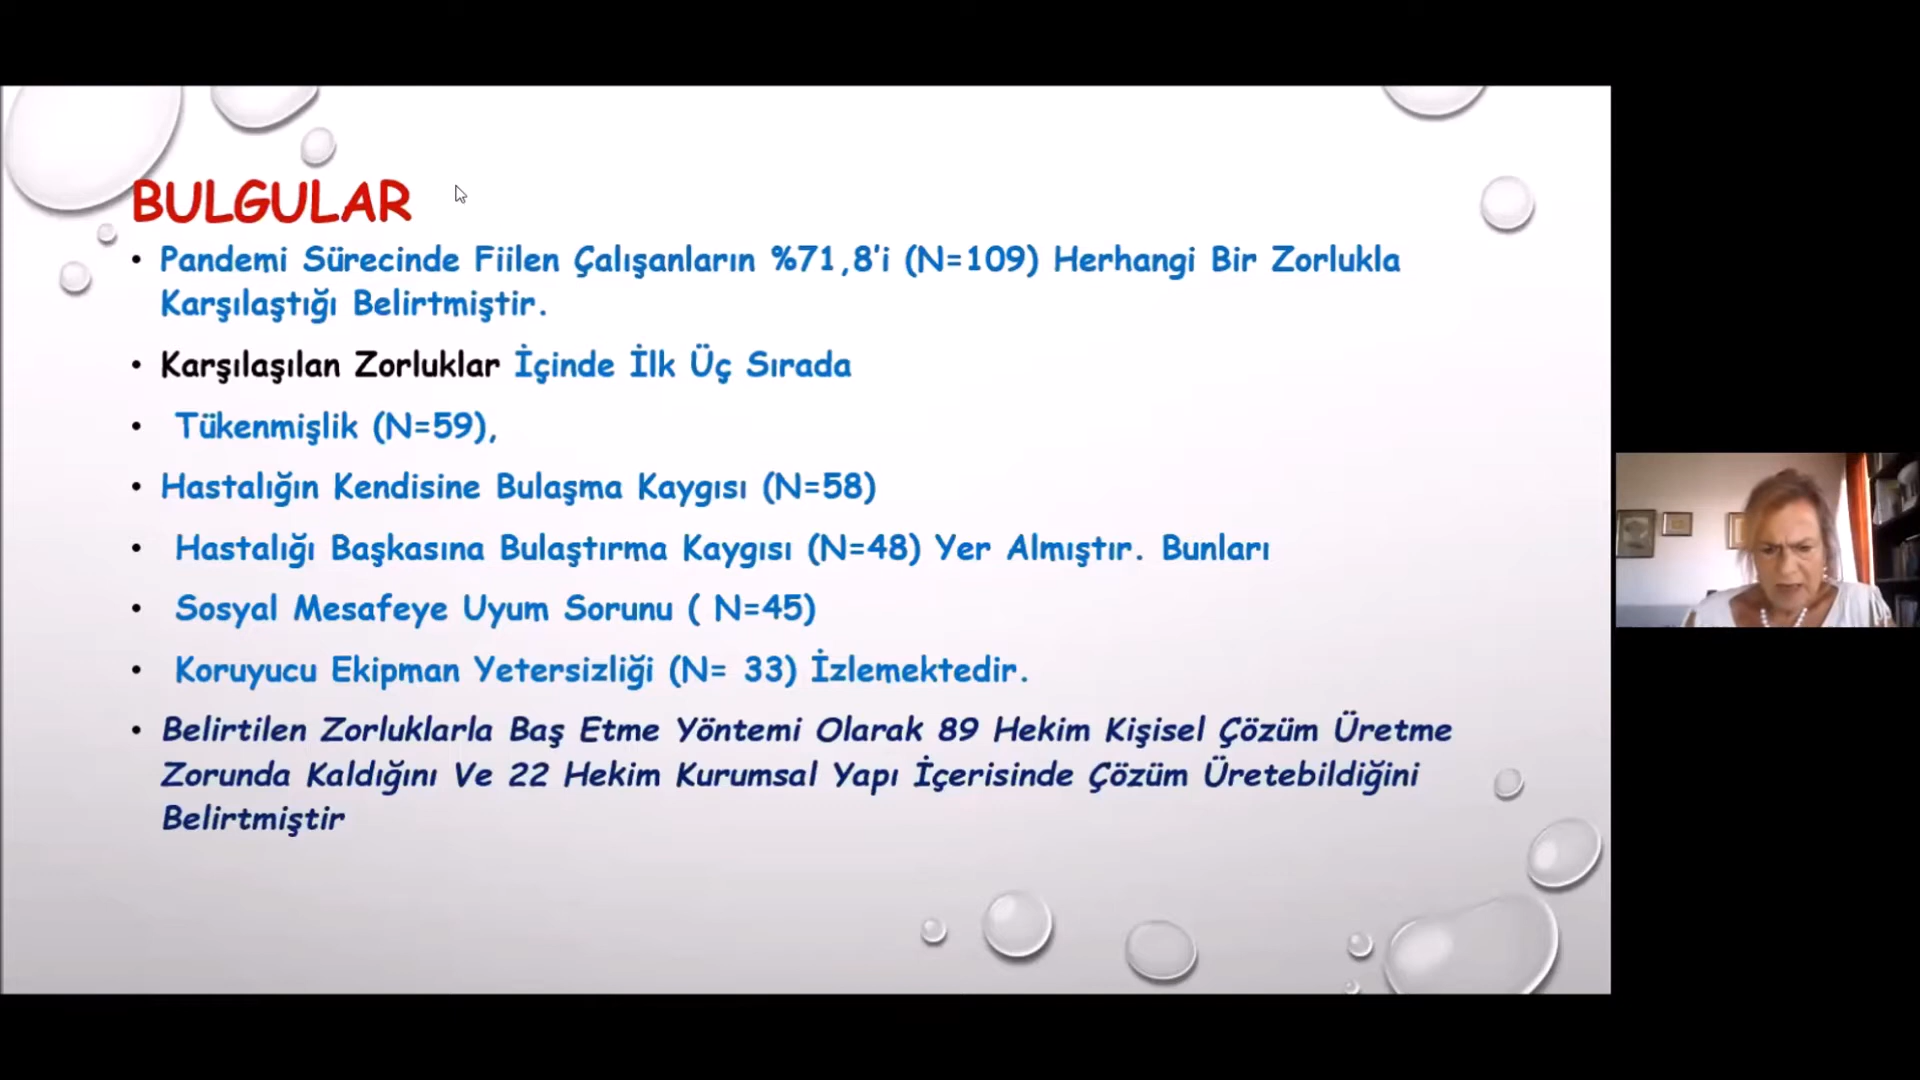 BULGULAR
• Pandemi Sürecinde Fiilen Çalışanların %71,8'i (N=109) Herhangi Bir Zorlukla
Karşılaştığı Belirtmiştir.
• Karşılaşılan Zorluklar İçinde İlk Üç Sırada
• Tükenmişlik (N=59),
• Hastalığın Kendisine Bulaşma Kaygısı (N=58)
• Hastalığı Başkasına Bulaştırma Kaygısı (N=48) Yer Almıştır. Bunları
• Sosyal Mesafeye Uyum Sorunu ( N=45)
• Koruyucu Ekipman Yetersizliği (N= 33) İzlemektedir.
• Belirtilen Zorluklarla Baş Etme Yöntemi Olarak 89 Hekim Kişisel Çözüm Üretme
Zorunda Kaldığını Ve 22 Hekim Kurumsal Yapı İçerisinde Çözüm Üretebildiğini
Belirtmiştir